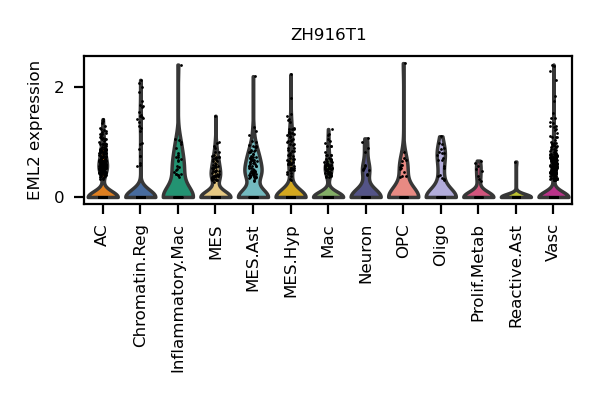 ZH916T1
EML2 expression
2
0
AC
Chromatin.Reg
Inflammatory.Mac
MES
MES.Ast
MES.Hyp
Mac
Neuron
OPC
Oligo
Prolif.Metab
Reactive.Ast
Vasc